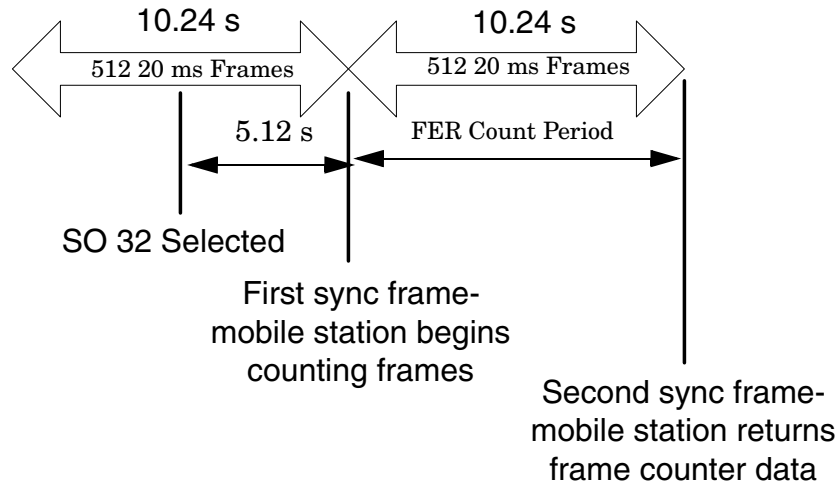 10.24 s
10.24 s
512 20 ms Frames
512 20 ms Frames
5.12 s
FER Count Period
SO 32 Selected
First sync frame-
mobile station begins
counting frames
Second sync frame-
mobile station returns
frame counter data